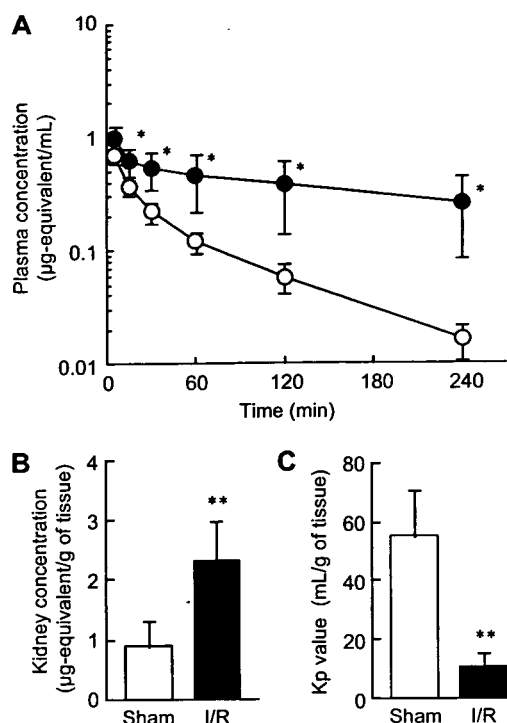 A
Plasma concentration
(μg-equivalent/mL)
10
1
0.1
0.01
* * * * *
0 60 120 180 240
Time (min)
B
Kidney concentration
(μg-equivalent/g of tissue)
4
3
2
1
0
**
Sham I/R
C
Kp value (mL/g of tissue)
80
60
40
20
0
**
Sham I/R